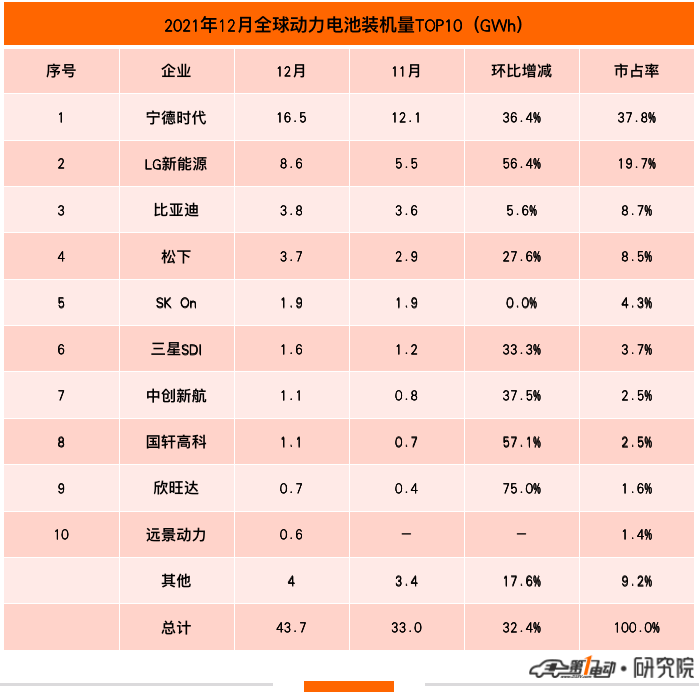 2021年12月全球动力电池装机量TOP10（GWh）
序号 企业 12月 11月 环比增减 市占率
1 宁德时代 16.5 12.1 36.4% 37.8%
2 LG新能源 8.6 5.5 56.4% 19.7%
3 比亚迪 3.8 3.6 5.6% 8.7%
4 松下 3.7 2.9 27.6% 8.5%
5 SK On 1.9 1.9 0.0% 4.3%
6 三星SDI 1.6 1.2 33.3% 3.7%
7 中创新航 1.1 0.8 37.5% 2.5%
8 国轩高科 1.1 0.7 57.1% 2.5%
9 欣旺达 0.7 0.4 75.0% 1.6%
10 远景动力 0.6 － － 1.4%
其他 4 3.4 17.6% 9.2%
总计 43.7 33.0 32.4% 100.0%
第1电动·研究院